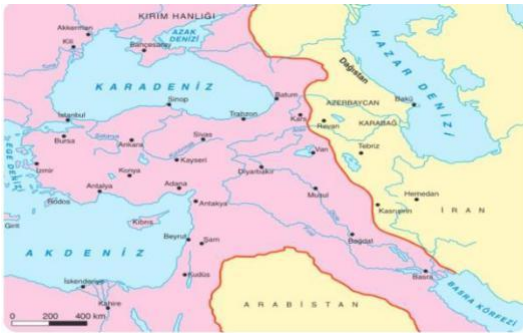 KIRIM HANLIĞI
Akkerman
Kili
AZAK
DENİZİ
Bahçesaray
HAZAR DENİZİ
Dağıstan
KARADENİZ
Sinop
Batum
AZERBAYCAN
Bakü
İstanbul
Trabzon
Kars
Revan
KARABAĞ
Bursa
Ankara
Sivas
EGE DENİZİ
İzmir
Kayseri
Van
Tebriz
Konya
Diyarbakır
Antalya
Adana
Musul
Hemedan
Rodos
Antakya
Kasrışirin
İRAN
Girit
Kıbrıs
AKDENİZ
Beyrut
Şam
Bağdat
Kudüs
Basra
İskenderiye
Kahire
BASRA KÖRFEZİ
ARABİSTAN
0 200 400 km